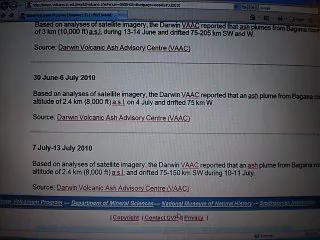 Based on analyses of satellite imagery, the Darwin VAAC reported that ash plumes from Bagana rose
of 3 km (10,000 ft) a.s.l. during 13-14 June and drifted 75-205 km SW and W.
Source: Darwin Volcanic Ash Advisory Centre (VAAC)
30 June-6 July 2010
Based on analyses of satellite imagery, the Darwin VAAC reported that an ash plume from Bagana
altitude of 2.4 km (8,000 ft) a.s.l. on 4 July and drifted 75 km W.
Source: Darwin Volcanic Ash Advisory Centre (VAAC)
7 July-13 July 2010
Based on analyses of satellite imagery, the Darwin VAAC reported that an ash plume from Bagana
altitude of 2.4 km (8,000 ft) a.s.l. and drifted 75-150 km SW during 10-11 July.
Source: Darwin Volcanic Ash Advisory Centre (VAAC)
Volcanism Program — Department of Mineral Sciences — National Museum of Natural History — Smithsonian Institution
| Copyright | Contact GVP | Privacy |